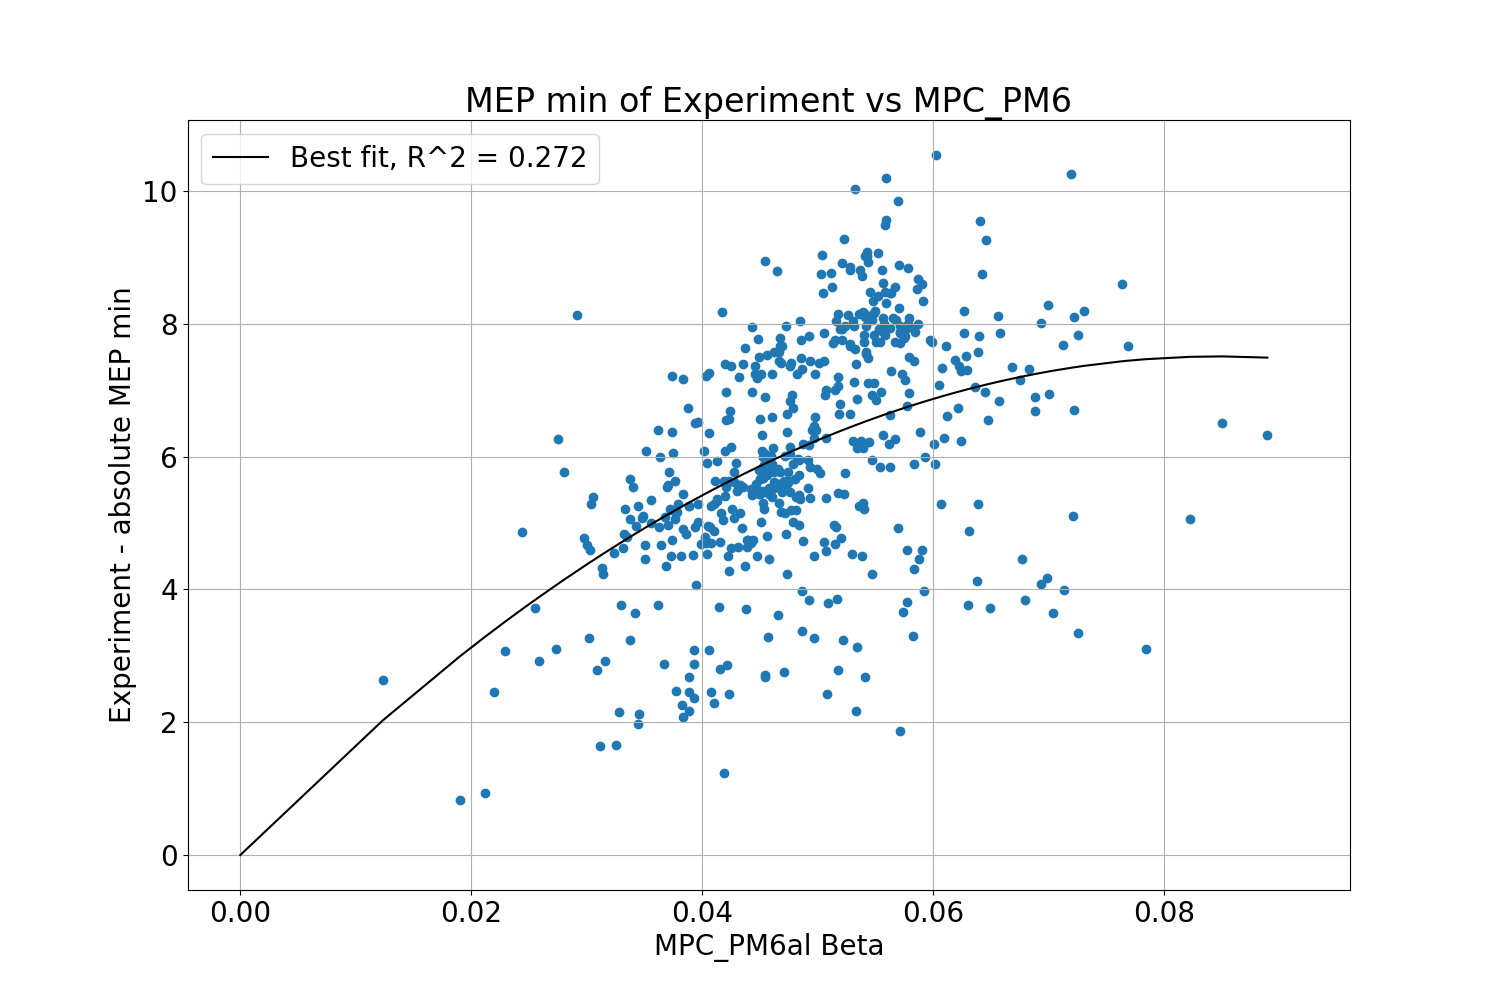 MEP min of Experiment vs MPC_PM6
Best fit, R^2 = 0.272
Experiment - absolute MEP min
10
8
6
4
2
0
0.00 0.02 0.04 0.06 0.08
MPC_PM6al Beta